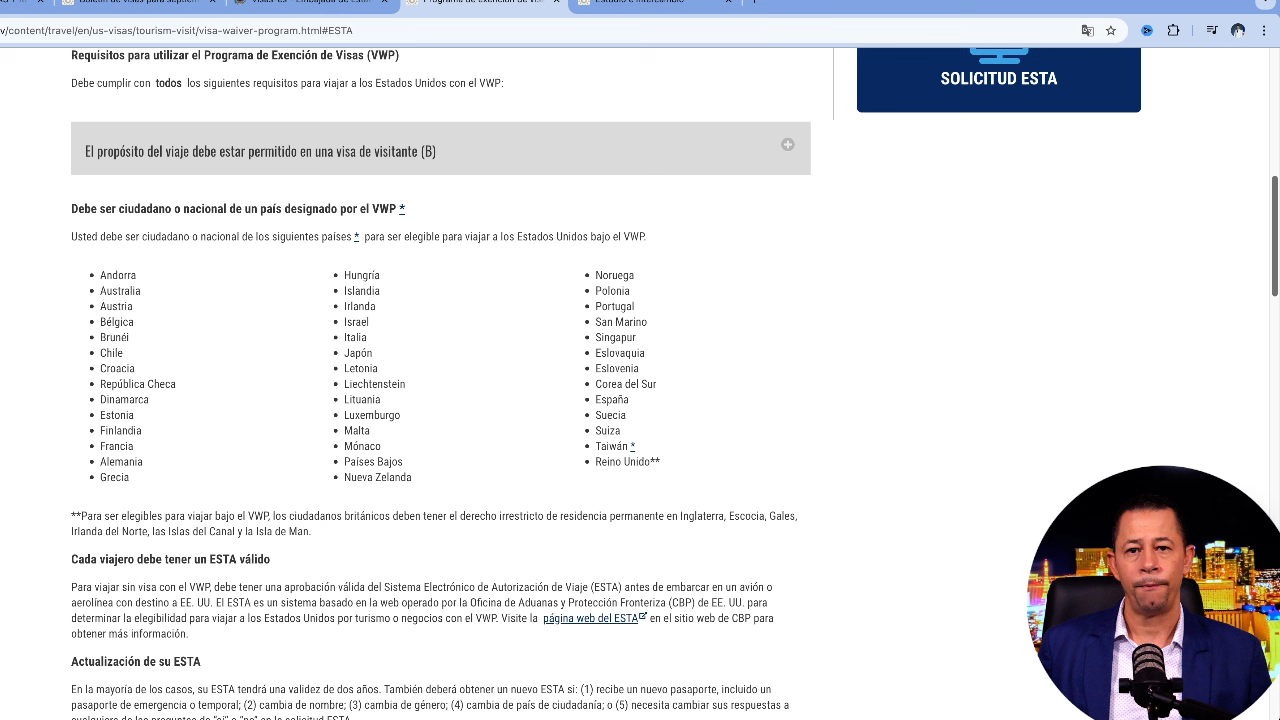 v/content/travel/en/us-visas/tourism-visit/visa-waiver-program.html#ESTA
Requisitos para utilizar el Programa de Exención de Visas (VWP)
Debe cumplir con todos los siguientes requisitos para viajar a los Estados Unidos con el VWP:
SOLICITUD ESTA
El propósito del viaje debe estar permitido en una visa de visitante (B)
Debe ser ciudadano o nacional de un país designado por el VWP *
Usted debe ser ciudadano o nacional de los siguientes países * para ser elegible para viajar a los Estados Unidos bajo el VWP.
Andorra
Australia
Austria
Bélgica
Brunéi
Chile
Croacia
República Checa
Dinamarca
Estonia
Finlandia
Francia
Alemania
Grecia
Hungría
Islandia
Irlanda
Israel
Italia
Japón
Letonia
Liechtenstein
Lituania
Luxemburgo
Malta
Mónaco
Países Bajos
Nueva Zelanda
Noruega
Polonia
Portugal
San Marino
Singapur
Eslovaquia
Eslovenia
Corea del Sur
España
Suecia
Suiza
Taiwán *
Reino Unido**
**Para ser elegibles para viajar bajo el VWP, los ciudadanos británicos deben tener el derecho irrestricto de residencia permanente en Inglaterra, Escocia, Gales,
Irlanda del Norte, las Islas del Canal y la Isla de Man.
Cada viajero debe tener un ESTA válido
Para viajar sin visa con el VWP, debe tener una aprobación válida del Sistema Electrónico de Autorización de Viaje (ESTA) antes de embarcar en un avión o
aerolínea con destino a EE. UU. El ESTA es un sistema basado en la web operado por la Oficina de Aduanas y Protección Fronteriza (CBP) de EE. UU. para
determinar la elegibilidad para viajar a los Estados Unidos por turismo o negocios con el VWP. Visite la página web del ESTA en el sitio web de CBP para
obtener más información.
Actualización de su ESTA
En la mayoría de los casos, su ESTA tendrá una validez de dos años. También debe obtener un nuevo ESTA si: (1) recibe un nuevo pasaporte, incluido un
pasaporte de emergencia o temporal; (2) cambia de nombre; (3) cambia de género; (4) cambia de país de ciudadanía; o (5) necesita cambiar sus respuestas a